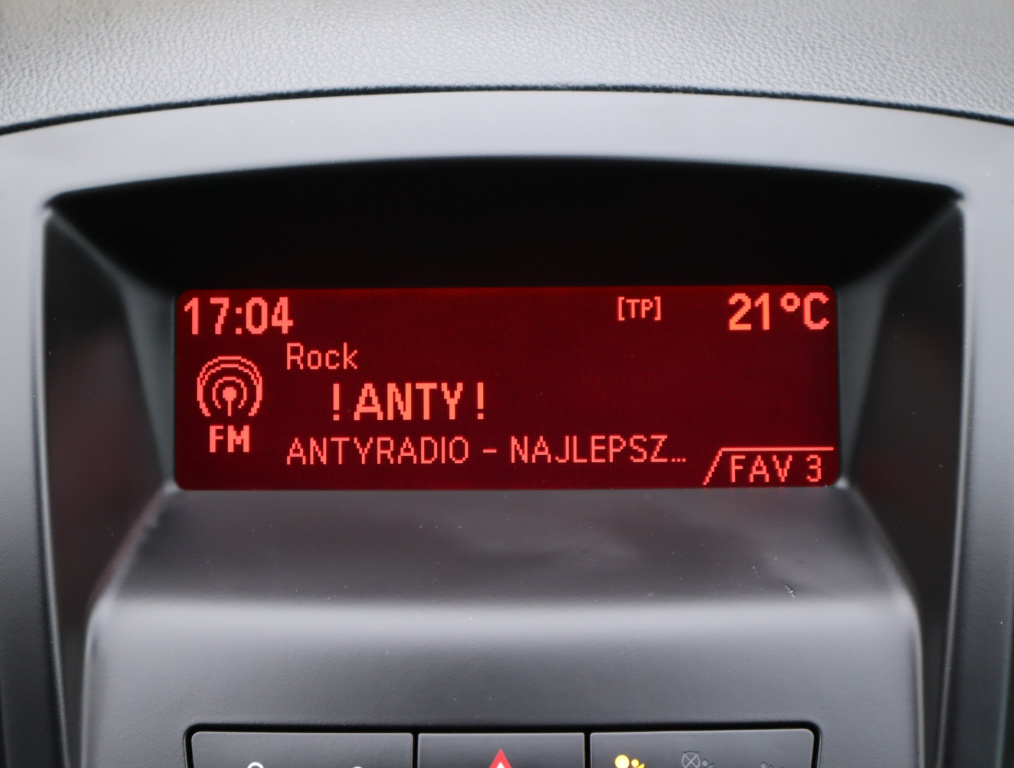 17:04 [TP] 21°C
Rock
! ANTY !
FM
ANTYRADIO - NAJLEPSZ...
FAV 3